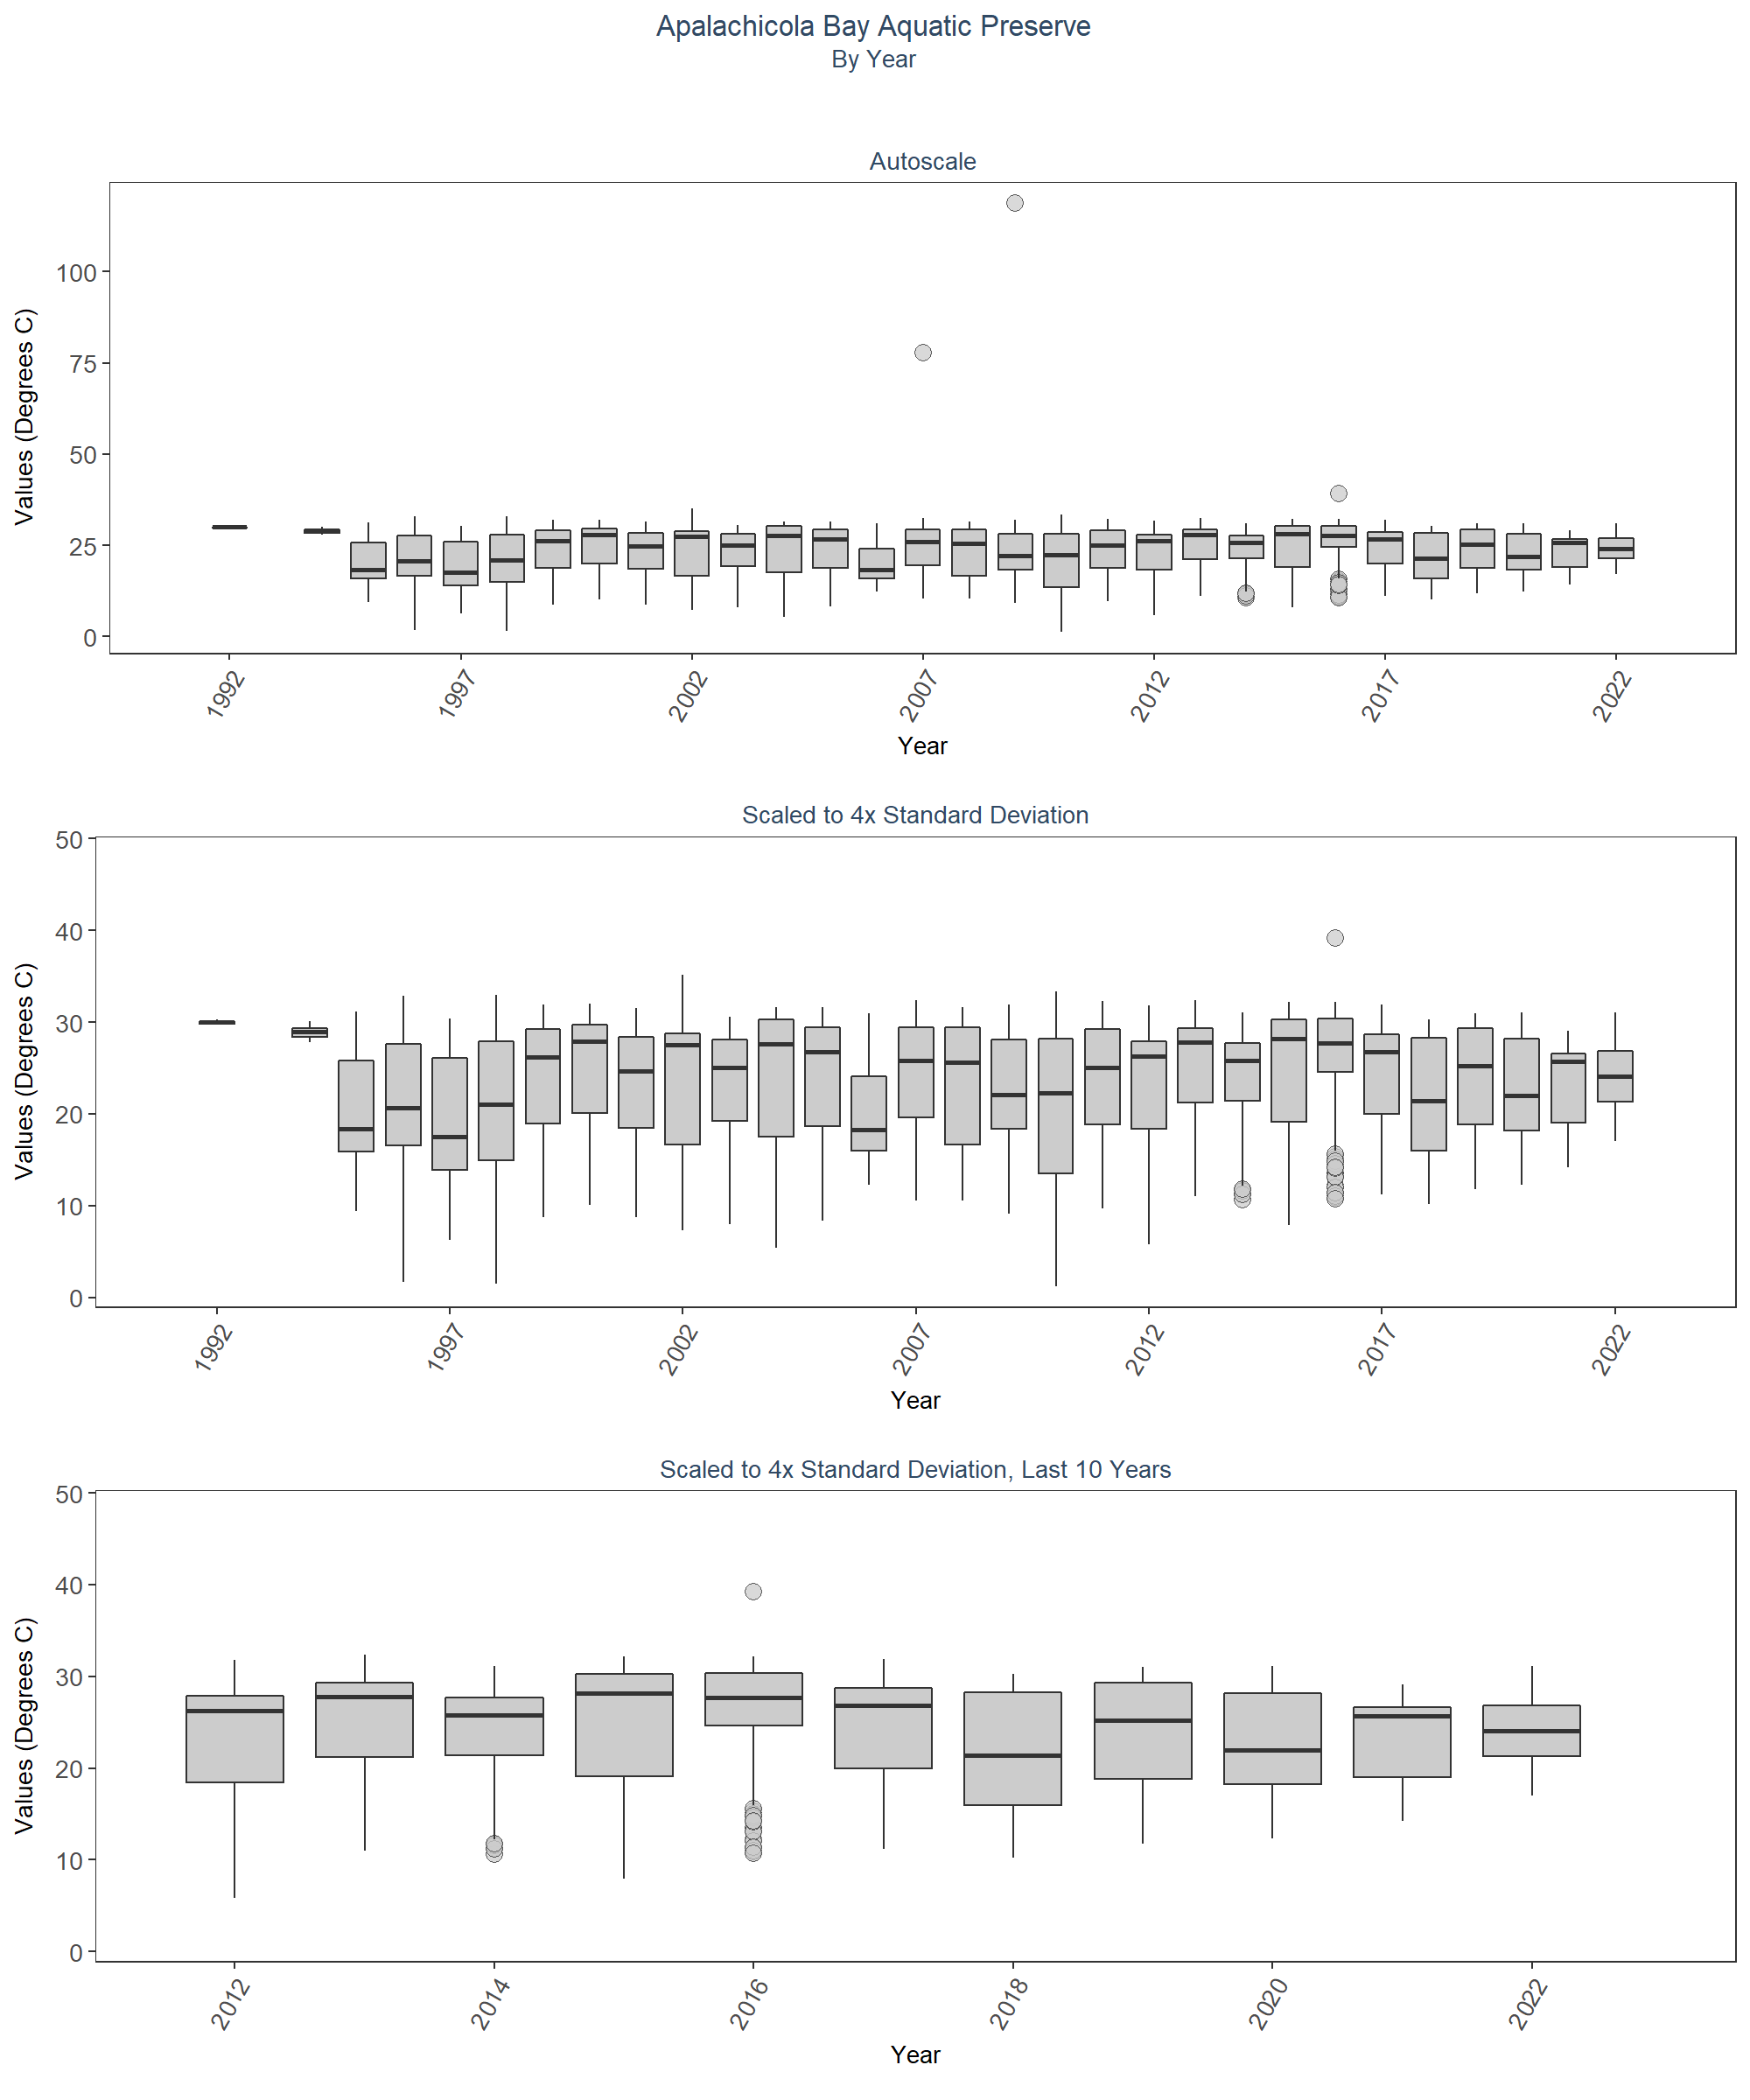 Apalachicola Bay Aquatic Preserve
By Year
Autoscale
Values (Degrees C)
100
75
50
25
0
1992 1997 2002 2007 2012 2017 2022
Year
Scaled to 4x Standard Deviation
Values (Degrees C)
50
40
30
20
10
0
1992 1997 2002 2007 2012 2017 2022
Year
Scaled to 4x Standard Deviation, Last 10 Years
Values (Degrees C)
50
40
30
20
10
0
2012 2014 2016 2018 2020 2022
Year